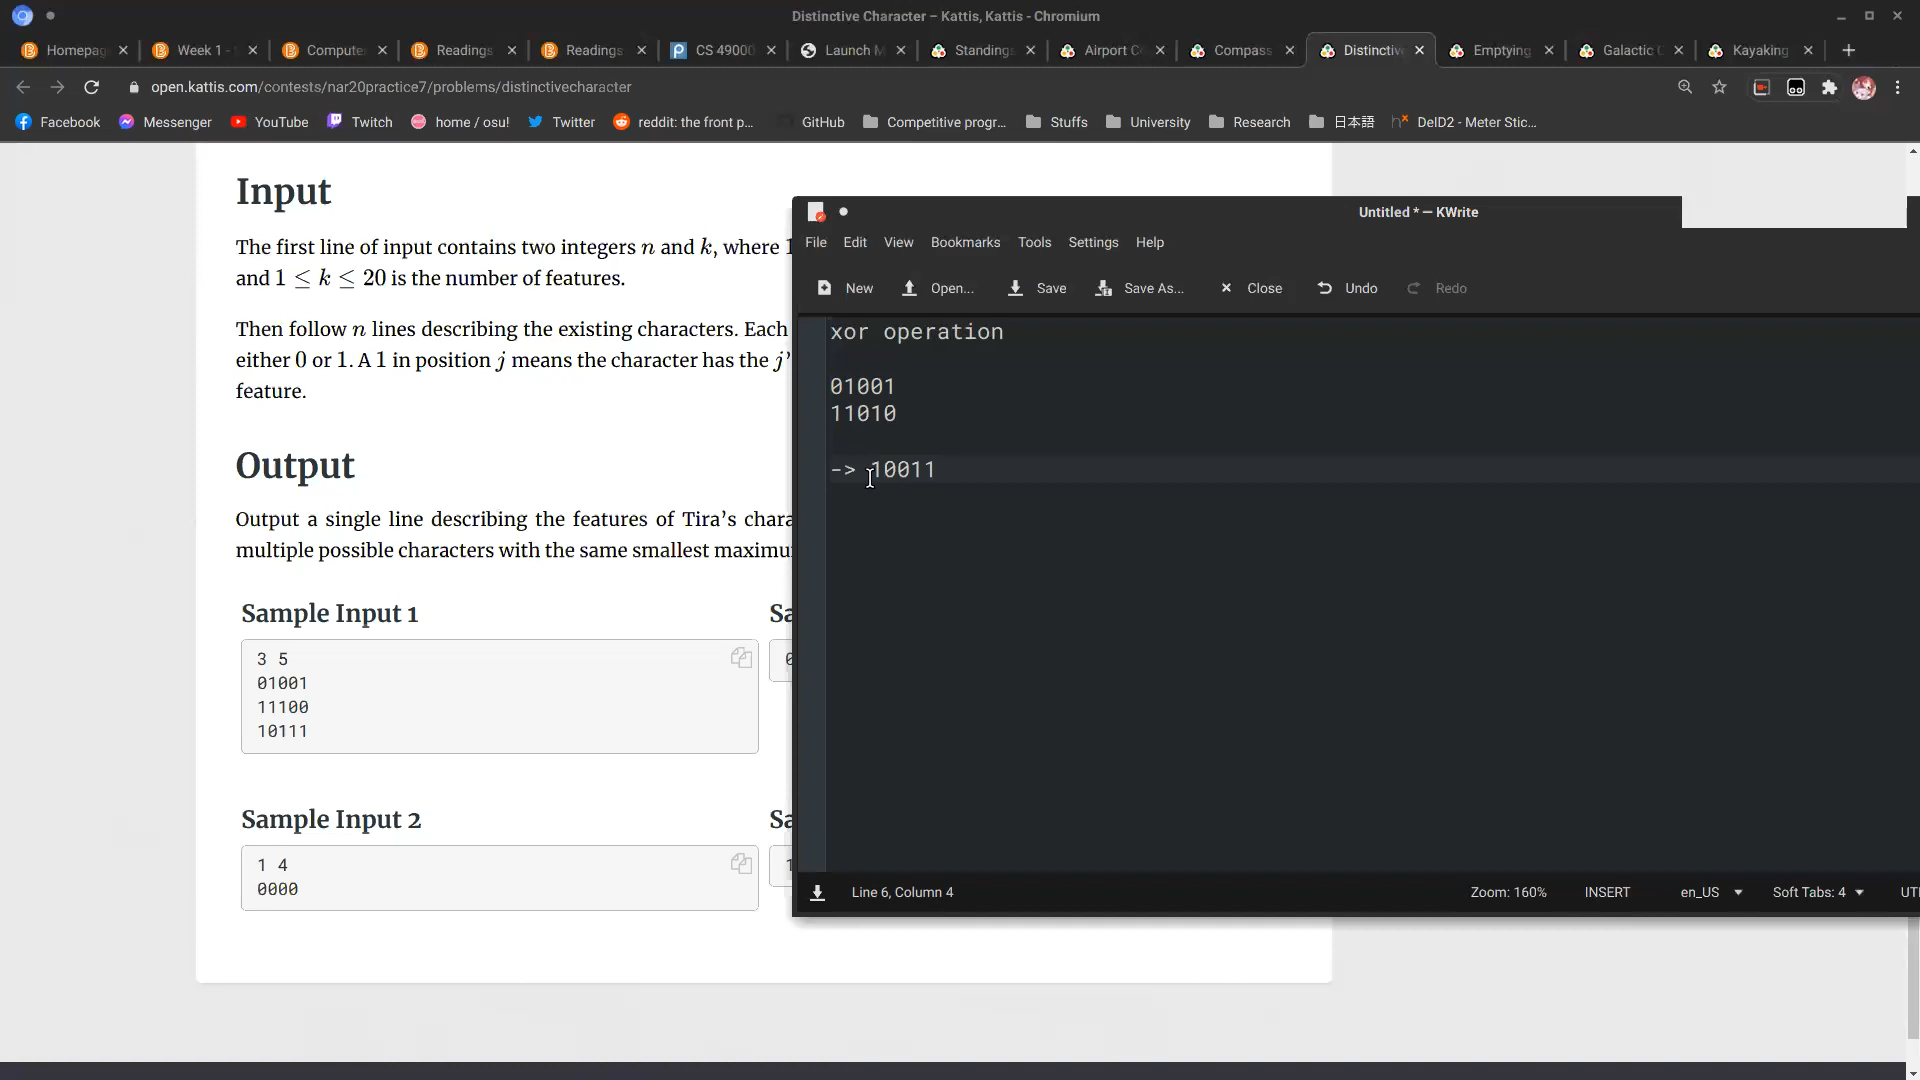 Distinctive Character – Kattis, Kattis - Chromium
Homepag
Week 1 -
Compute
Readings
Readings
CS 49000
Launch M
Standings
Airport C
Compass
Distinctiv
Emptying
Galactic
Kayaking
open.kattis.com/contests/nar20practice7/problems/distinctivecharacter
Facebook
Messenger
YouTube
Twitch
home / osu!
Twitter
reddit: the front p…
GitHub
Competitive progr…
Stuffs
University
Research
日本語
DelD2 - Meter Stic…
Input
The first line of input contains two integers n and k, where 1
and 1 ≤ k ≤ 20 is the number of features.
Then follow n lines describing the existing characters. Each
either 0 or 1. A 1 in position j means the character has the j'
feature.
Output
Output a single line describing the features of Tira’s chara
multiple possible characters with the same smallest maximu
Sample Input 1
Sa
3 5
01001
11100
10111
0
Sample Input 2
Sa
1 4
0000
1
Untitled * — KWrite
File Edit View Bookmarks Tools Settings Help
New Open... Save Save As... Close Undo Redo
xor operation
01001
11010
-> 10011
Line 6, Column 4
Zoom: 160%
INSERT
en_US
Soft Tabs: 4
UT